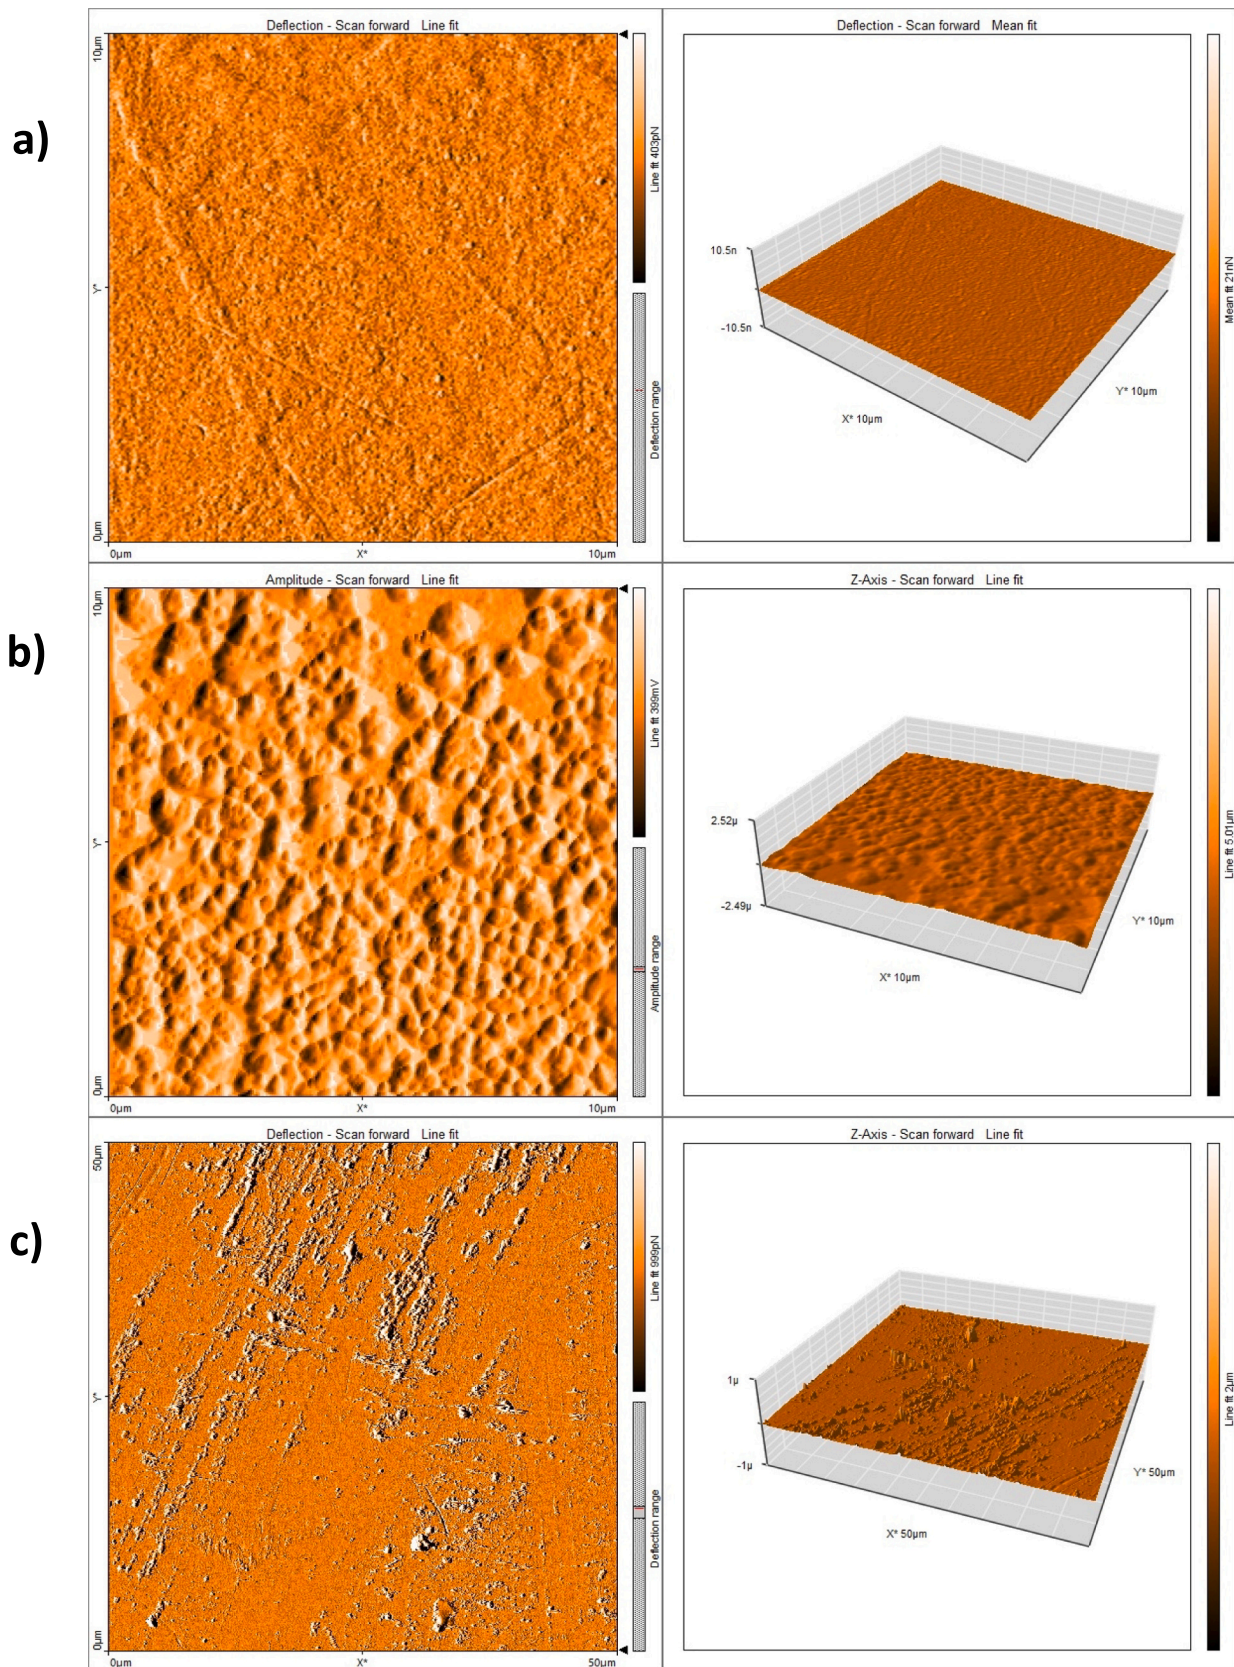 a)
Deflection - Scan forward Line fit
10µm
Y*
0µm
0µm
X*
10µm
Line fit 403pN
Deflection range
Deflection - Scan forward Mean fit
10.5n
-10.5n
X* 10µm
Y* 10µm
Mean fit 21nN
b)
Amplitude - Scan forward Line fit
10µm
Y*
0µm
0µm
X*
10µm
Line fit 399mV
Amplitude range
Z-Axis - Scan forward Line fit
2.52µ
-2.49µ
X* 10µm
Y* 10µm
Line fit 5.01µm
c)
Deflection - Scan forward Line fit
50µm
Y*
0µm
0µm
X*
50µm
Line fit 999pN
Deflection range
Z-Axis - Scan forward Line fit
1µ
-1µ
X* 50µm
Y* 50µm
Line fit 2µm